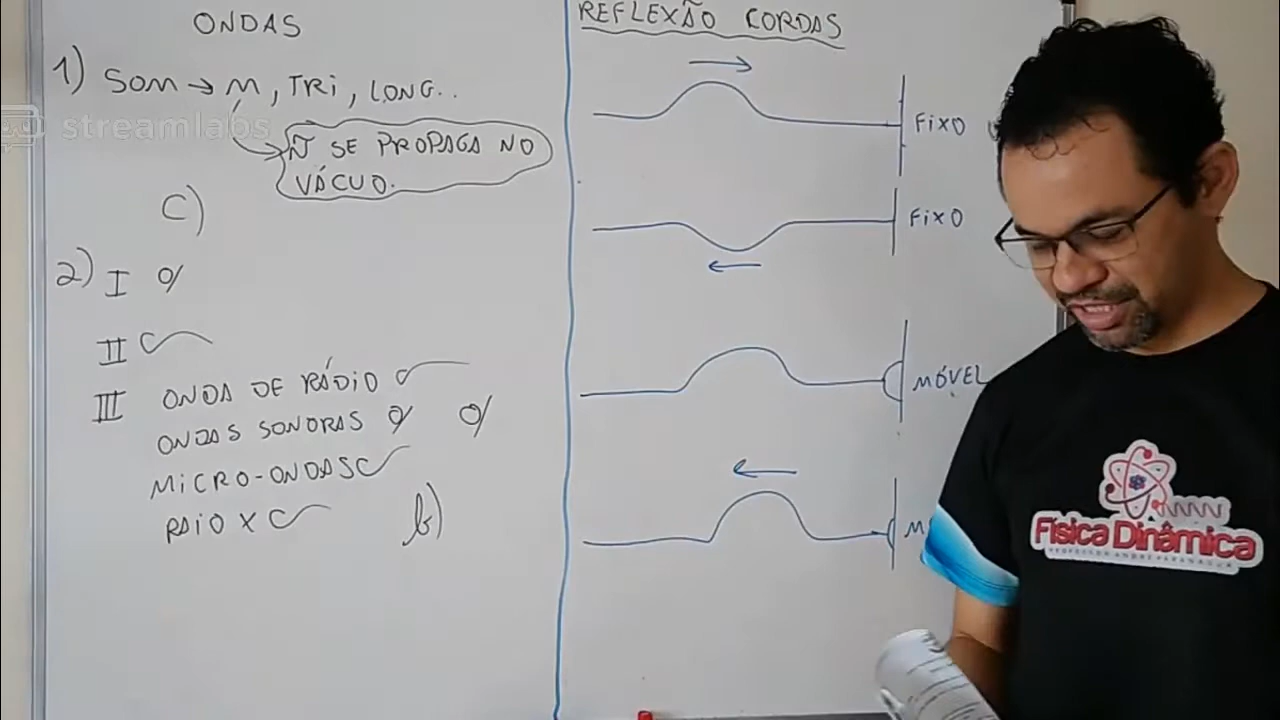 ONDAS
1) SOM → M, TRI, LONG..
streamlabs
Ñ SE PROPAGA NO
VÁCUO.
C)
2) I
II
III ONDA DE RÁDIO
ONDAS SONORAS
MICRO-ONDAS
RAIO X
b)
REFLEXÃO CORDAS
FIXO
FIXO
MÓVEL
M
Física Dinâmica